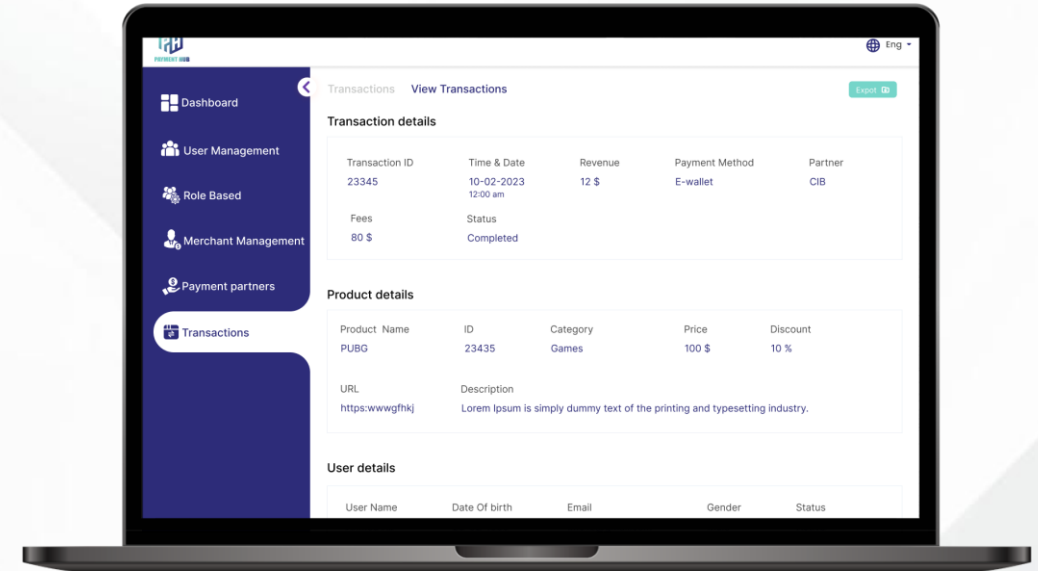 PAYMENT HUB
Eng
Dashboard
User Management
Role Based
Merchant Management
Payment partners
Transactions
Transactions View Transactions
Expot
Transaction details
Transaction ID Time & Date Revenue Payment Method Partner
23345 10-02-2023 12 $ E-wallet CIB
12:00 am
Fees Status
80 $ Completed
Product details
Product Name ID Category Price Discount
PUBG 23435 Games 100 $ 10 %
URL Description
https:wwwgfhkj Lorem Ipsum is simply dummy text of the printing and typesetting industry.
User details
User Name Date Of birth Email Gender Status